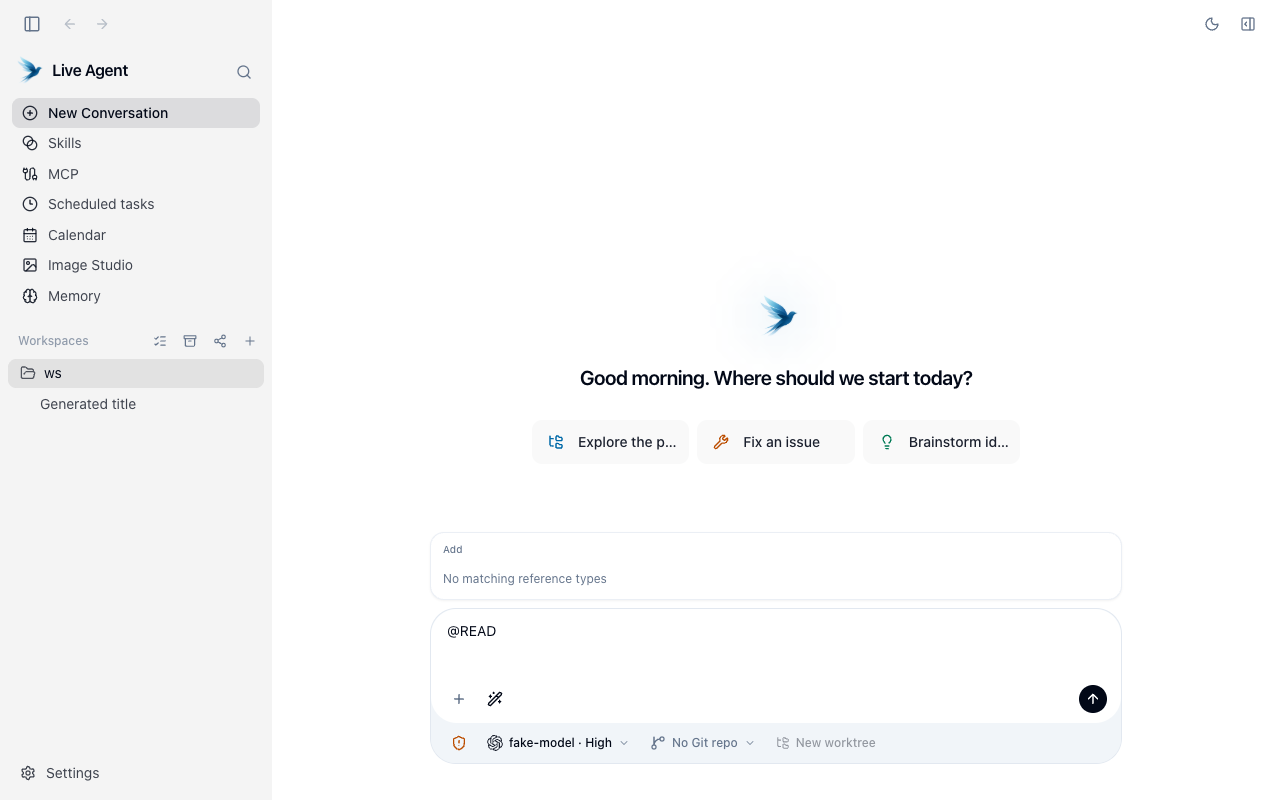 Live Agent
New Conversation
Skills
MCP
Scheduled tasks
Calendar
Image Studio
Memory
Workspaces
ws
Generated title
Settings
Good morning. Where should we start today?
Explore the p...
Fix an issue
Brainstorm id...
Add
No matching reference types
@READ
fake-model · High
No Git repo
New worktree